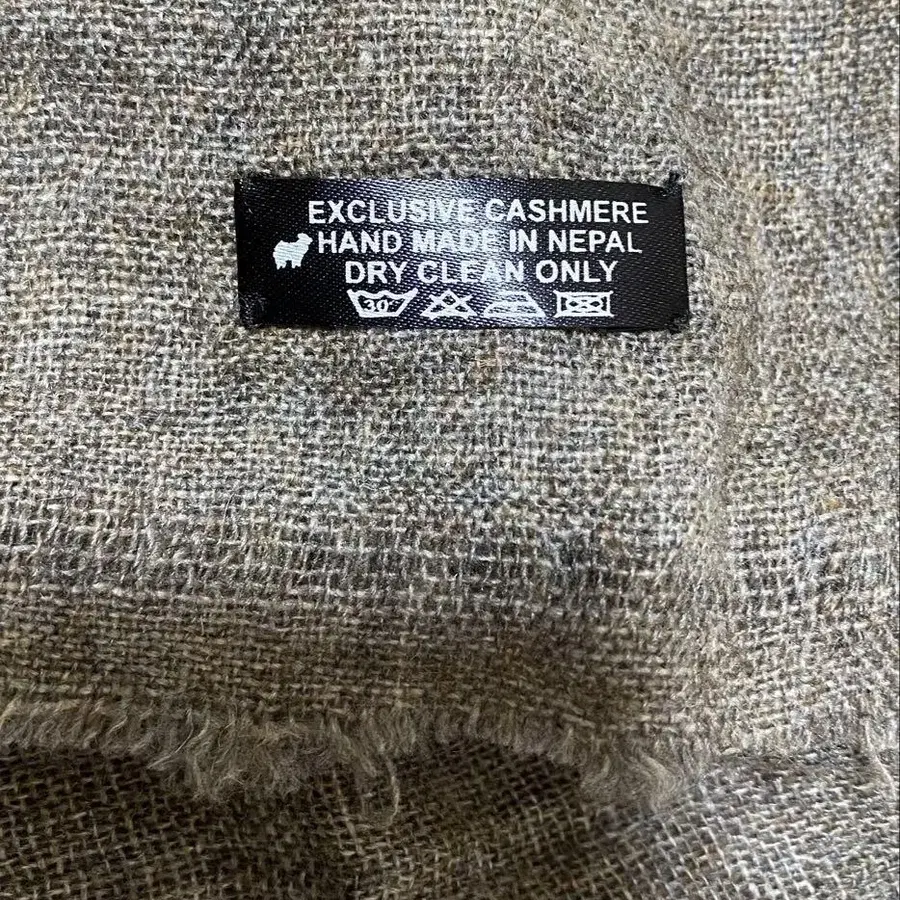 EXCLUSIVE CASHMERE
HAND MADE IN NEPAL
DRY CLEAN ONLY
30°